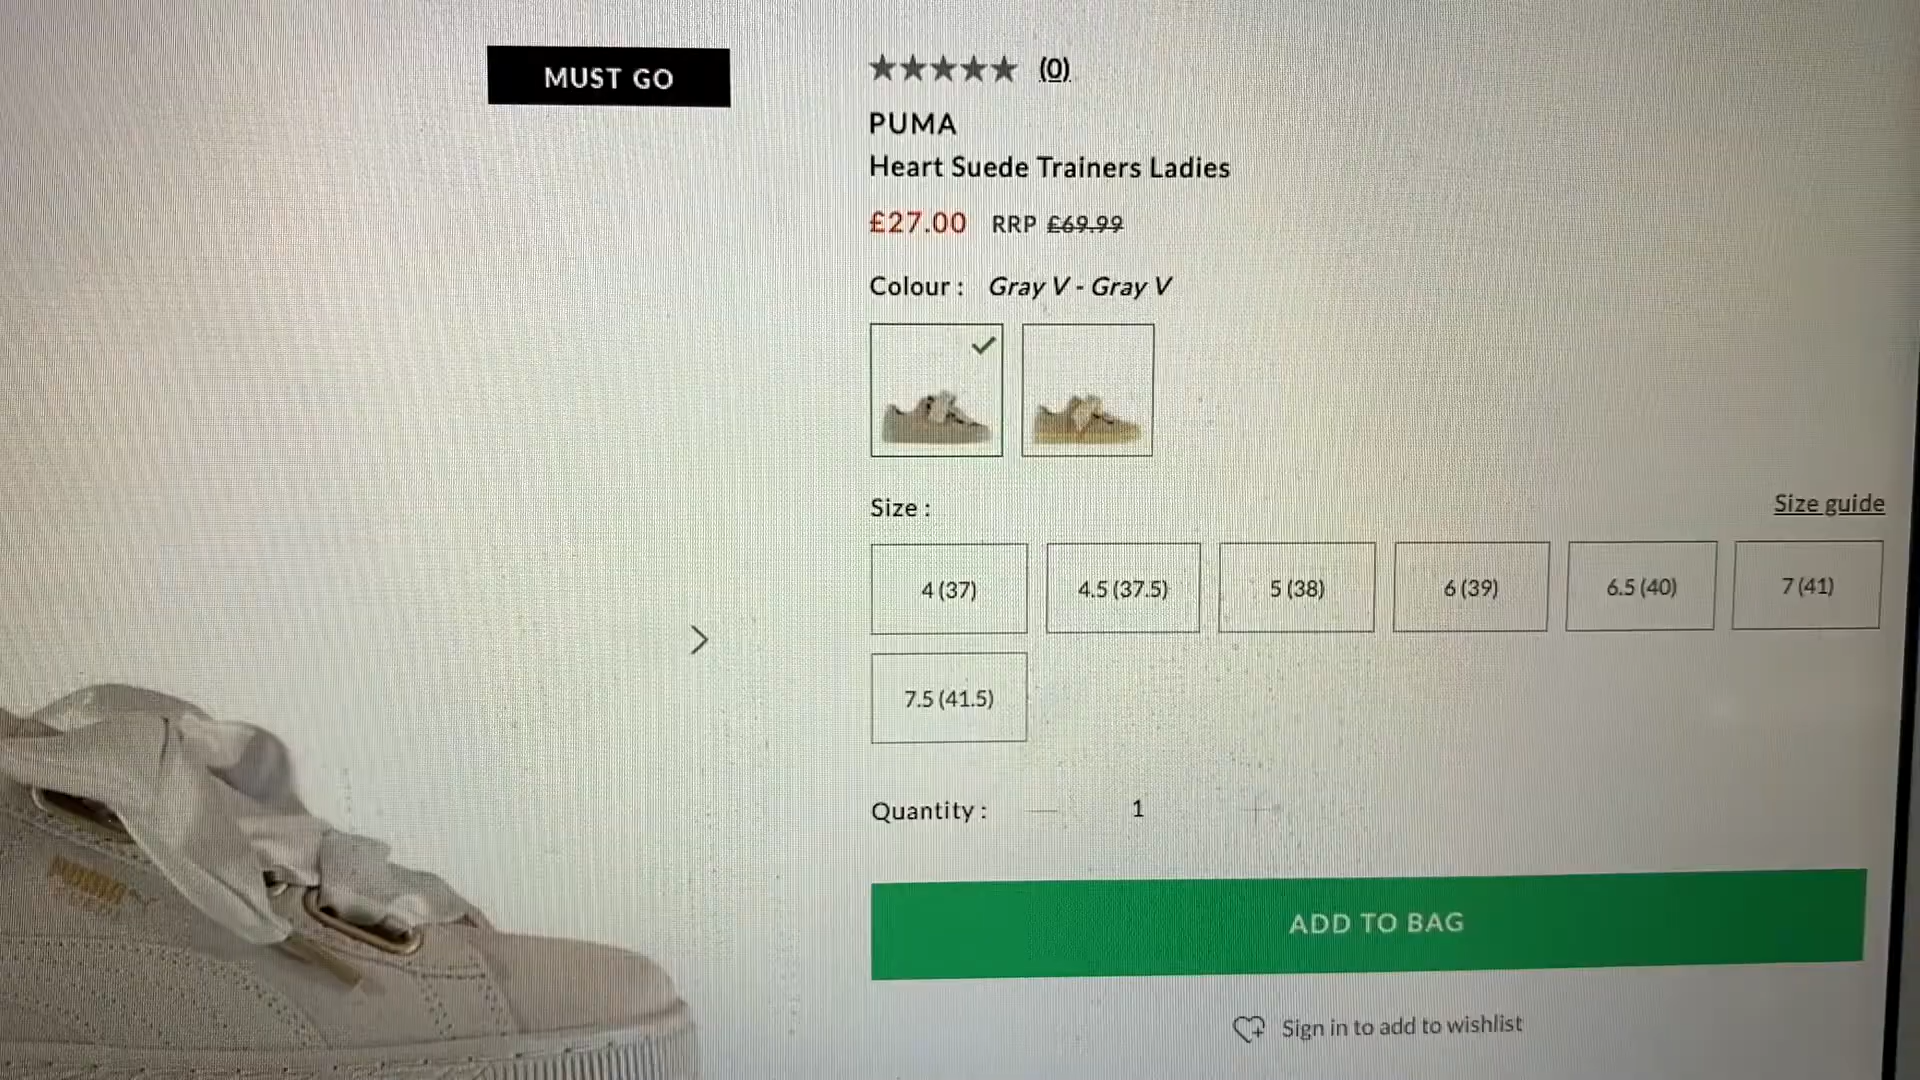 MUST GO
(0)
PUMA
Heart Suede Trainers Ladies
£27.00 RRP £69.99
Colour : Gray V - Gray V
Size :
Size guide
4 (37)
4.5 (37.5)
5 (38)
6 (39)
6.5 (40)
7 (41)
7.5 (41.5)
PUMA
Quantity : 1
ADD TO BAG
Sign in to add to wishlist